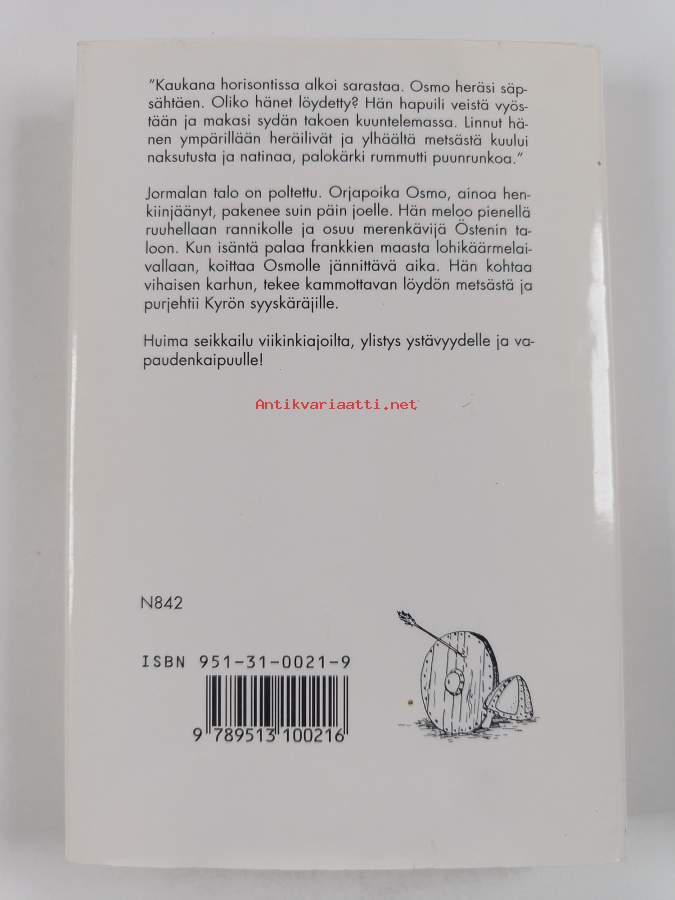 ”Kaukana horisontissa alkoi sarastaa. Osmo heräsi säp-
sähtäen. Oliko hänet löydetty? Hän hapuili veistä vyös-
tään ja makasi sydän takoen kuuntelemassa. Linnut hä-
nen ympärillään heräilivät ja ylhäältä metsästä kuului
naksutusta ja natinaa, palokärki rummutti puunrunkoa.”
Jormalan talo on poltettu. Orjapoika Osmo, ainoa hen-
kiinjäänyt, pakenee suin päin joelle. Hän meloo pienellä
ruuhellaan rannikolle ja osuu merenkävijä Östenin ta-
loon. Kun isäntä palaa frankkien maasta lohikäärmelai-
vallaan, koittaa Osmolle jännittävä aika. Hän kohtaa
vihaisen karhun, tekee kammottavan löydön metsästä ja
purjehtii Kyrön syyskäräjille.
Huima seikkailu viikinkiajoilta, ylistys ystävyydelle ja va-
paudenkaipuulle!
Antikvariaatti.net
N842
ISBN 951-31-0021-9
9 789513 100216